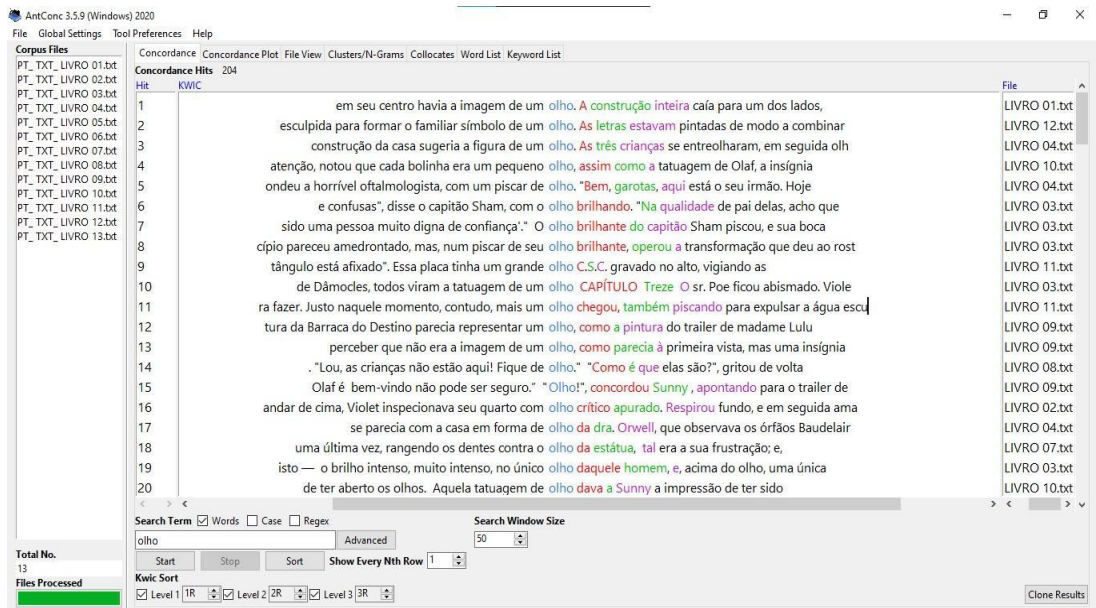 AntConc 3.5.9 (Windows) 2020
File Global Settings Tool Preferences Help
Corpus Files
PT_ TXT_ LIVRO 01.txt
PT_ TXT_ LIVRO 02.txt
PT_ TXT_ LIVRO 03.txt
PT_ TXT_ LIVRO 04.txt
PT_ TXT_ LIVRO 05.txt
PT_ TXT_ LIVRO 06.txt
PT_ TXT_ LIVRO 07.txt
PT_ TXT_ LIVRO 08.txt
PT_ TXT_ LIVRO 09.txt
PT_ TXT_ LIVRO 10.txt
PT_ TXT_ LIVRO 11.txt
PT_ TXT_ LIVRO 12.txt
PT_ TXT_ LIVRO 13.txt
Total No.
13
Files Processed
Concordance Concordance Plot File View Clusters/N-Grams Collocates Word List Keyword List
Concordance Hits 204
Hit KWIC File
1 em seu centro havia a imagem de um olho. A construção inteira caía para um dos lados, LIVRO 01.txt
2 esculpida para formar o familiar símbolo de um olho. As letras estavam pintadas de modo a combinar LIVRO 12.txt
3 construção da casa sugeria a figura de um olho. As três crianças se entreolharam, em seguida olh LIVRO 04.txt
4 atenção, notou que cada bolinha era um pequeno olho, assim como a tatuagem de Olaf, a insígnia LIVRO 10.txt
5 ondeu a horrível oftalmologista, com um piscar de olho. "Bem, garotas, aqui está o seu irmão. Hoje LIVRO 04.txt
6 e confusas", disse o capitão Sham, com o olho brilhando. "Na qualidade de pai delas, acho que LIVRO 03.txt
7 sido uma pessoa muito digna de confiança'." O olho brilhante do capitão Sham piscou, e sua boca LIVRO 03.txt
8 cípio pareceu amedrontado, mas, num piscar de seu olho brilhante, operou a transformação que deu ao rost LIVRO 03.txt
9 tângulo está afixado". Essa placa tinha um grande olho C.S.C. gravado no alto, vigiando as LIVRO 11.txt
10 de Dâmocles, todos viram a tatuagem de um olho CAPÍTULO Treze O sr. Poe ficou abismado. Viole LIVRO 03.txt
11 ra fazer. Justo naquele momento, contudo, mais um olho chegou, também piscando para expulsar a água escu LIVRO 11.txt
12 tura da Barraca do Destino parecia representar um olho, como a pintura do trailer de madame Lulu LIVRO 09.txt
13 perceber que não era a imagem de um olho, como parecia à primeira vista, mas uma insígnia LIVRO 09.txt
14 . "Lou, as crianças não estão aqui! Fique de olho." "Como é que elas são?", gritou de volta LIVRO 08.txt
15 Olaf é bem-vindo não pode ser seguro." "Olho!", concordou Sunny , apontando para o trailer de LIVRO 09.txt
16 andar de cima, Violet inspecionava seu quarto com olho crítico apurado. Respirou fundo, e em seguida ama LIVRO 02.txt
17 se parecia com a casa em forma de olho da dra. Orwell, que observava os órfãos Baudelair LIVRO 04.txt
18 uma última vez, rangendo os dentes contra o olho da estátua, tal era a sua frustração; e, LIVRO 07.txt
19 isto — o brilho intenso, muito intenso, no único olho daquele homem, e, acima do olho, uma única LIVRO 03.txt
20 de ter aberto os olhos. Aquela tatuagem de olho dava a Sunny a impressão de ter sido LIVRO 10.txt
Search Term Words Case Regex Search Window Size
olho Advanced 50
Start Stop Sort Show Every Nth Row 1
Kwic Sort
Level 1 1R Level 2 2R Level 3 3R Clone Results